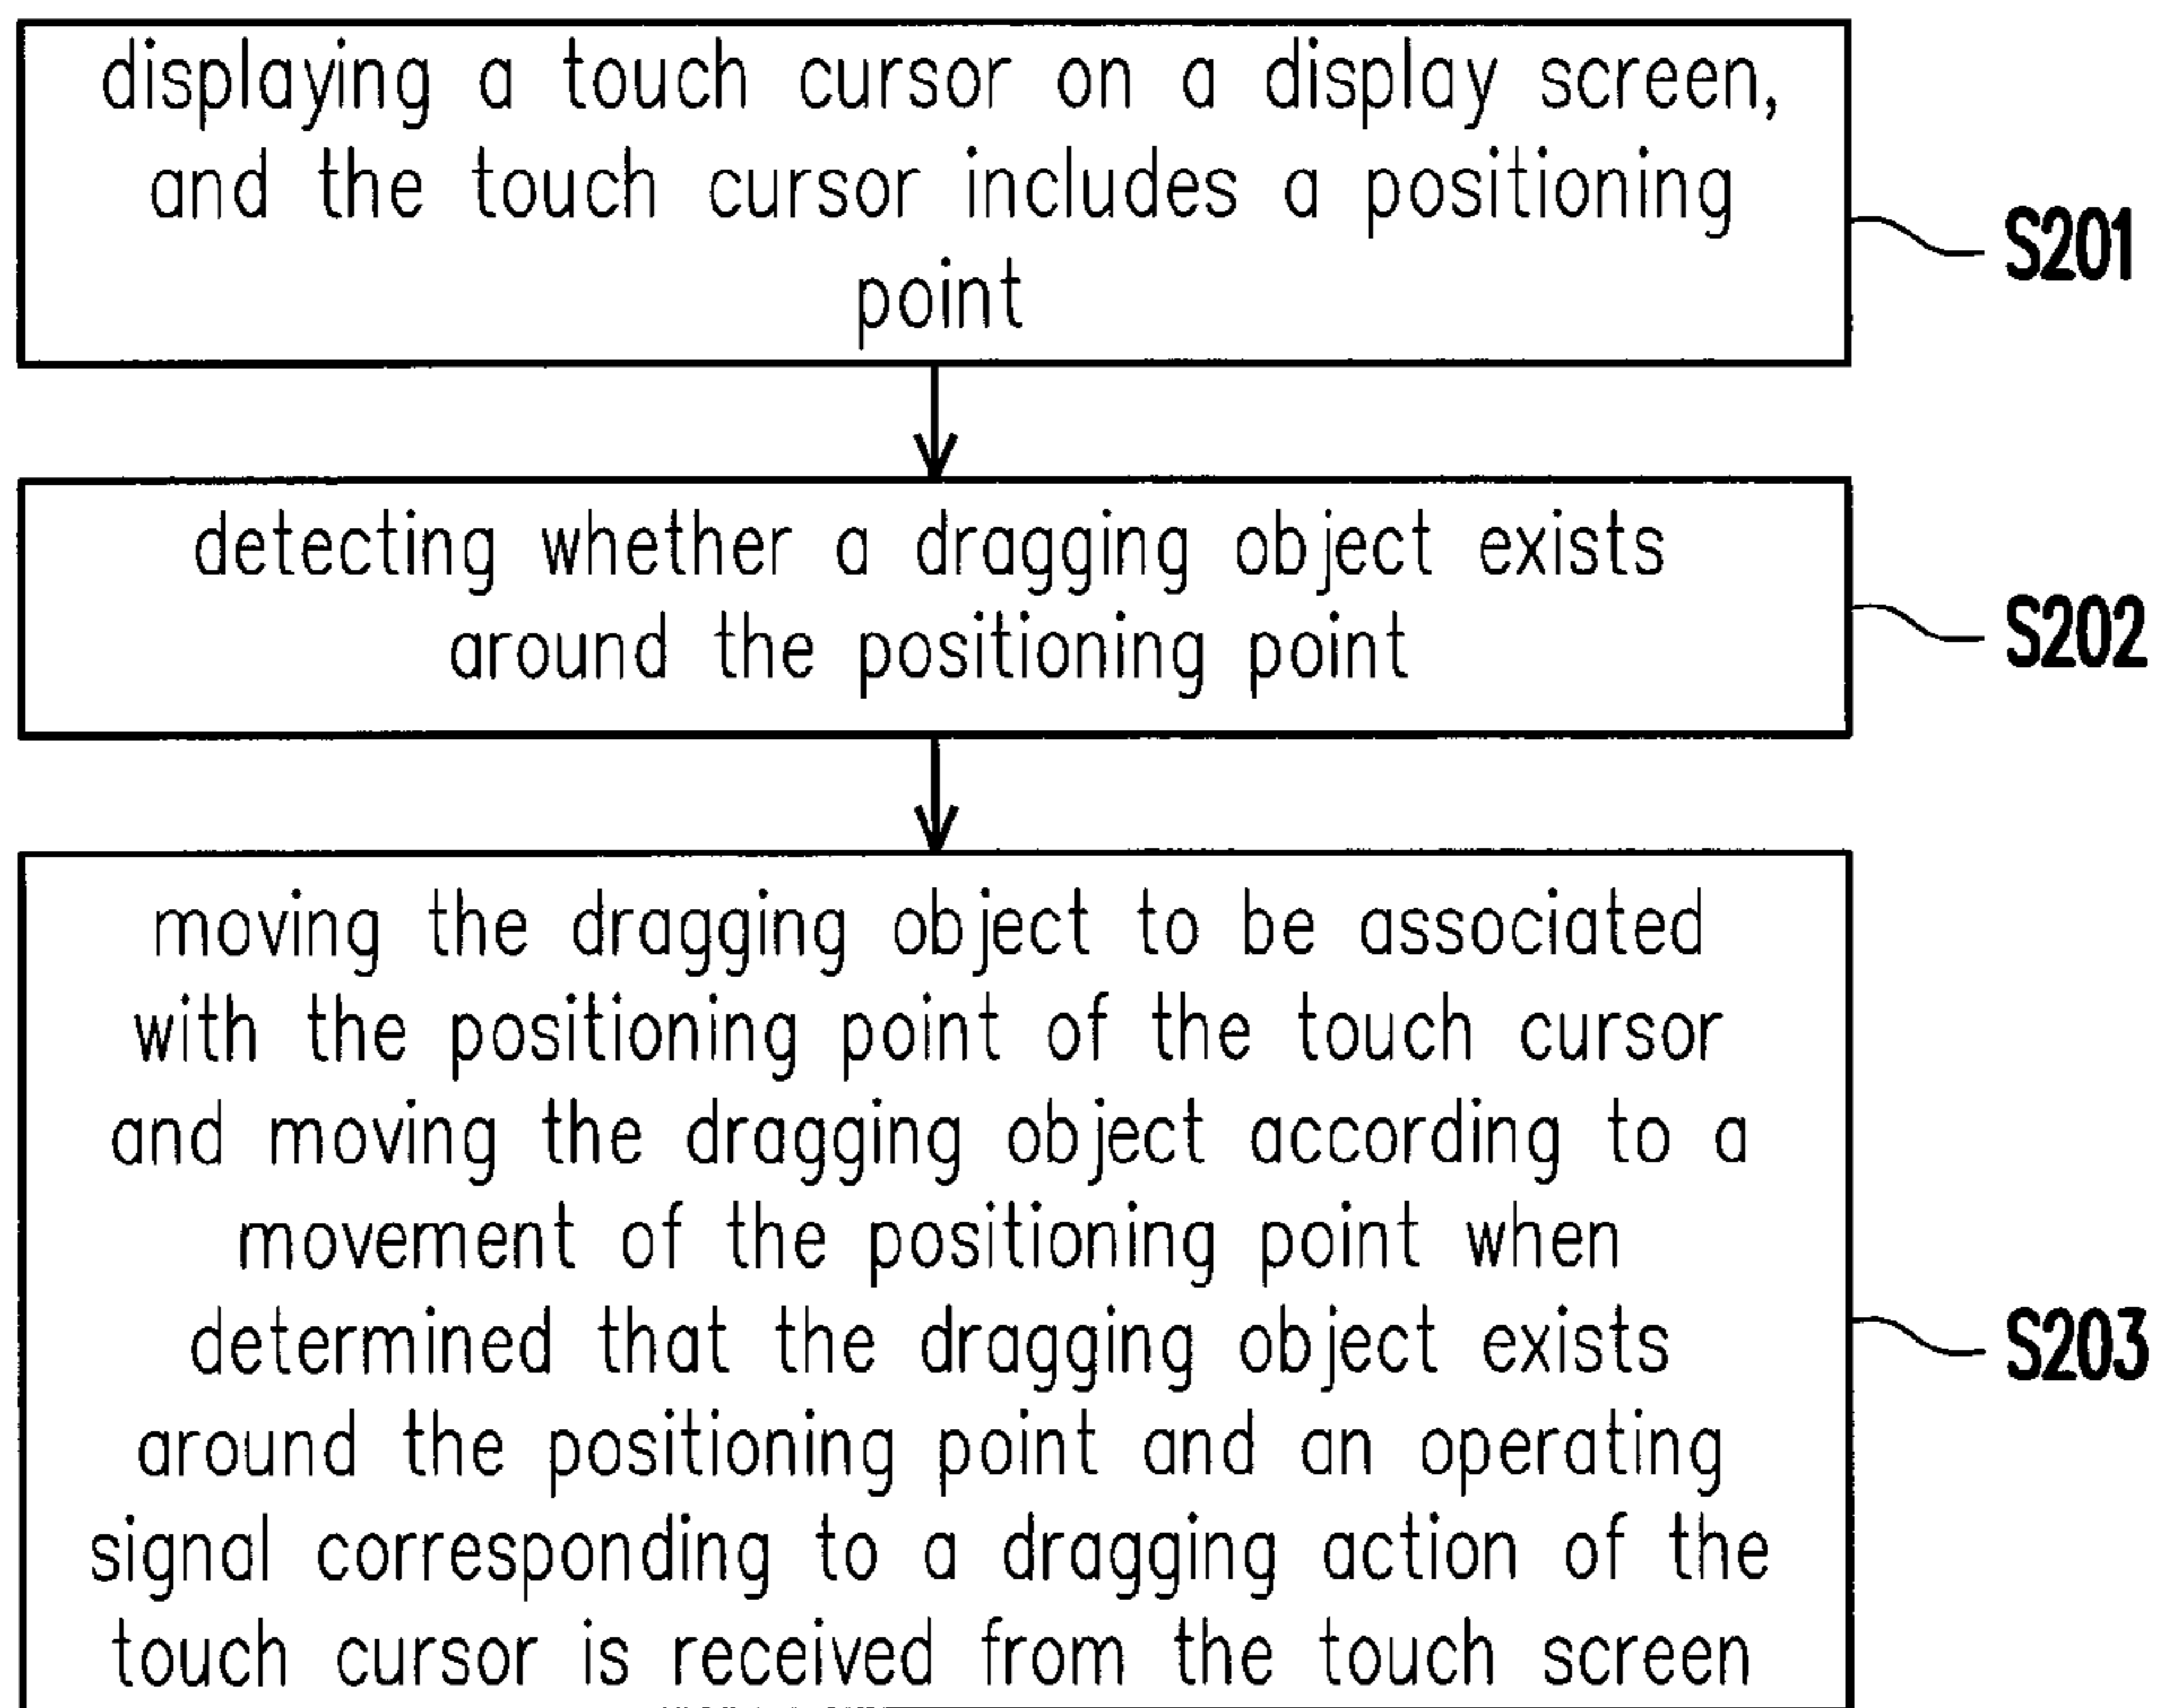 displaying a touch cursor on a display screen,
and the touch cursor includes a positioning
point
S201
detecting whether a dragging object exists
around the positioning point
S202
moving the dragging object to be associated
with the positioning point of the touch cursor
and moving the dragging object according to a
movement of the positioning point when
determined that the dragging object exists
around the positioning point and an operating
signal corresponding to a dragging action of the
touch cursor is received from the touch screen
S203